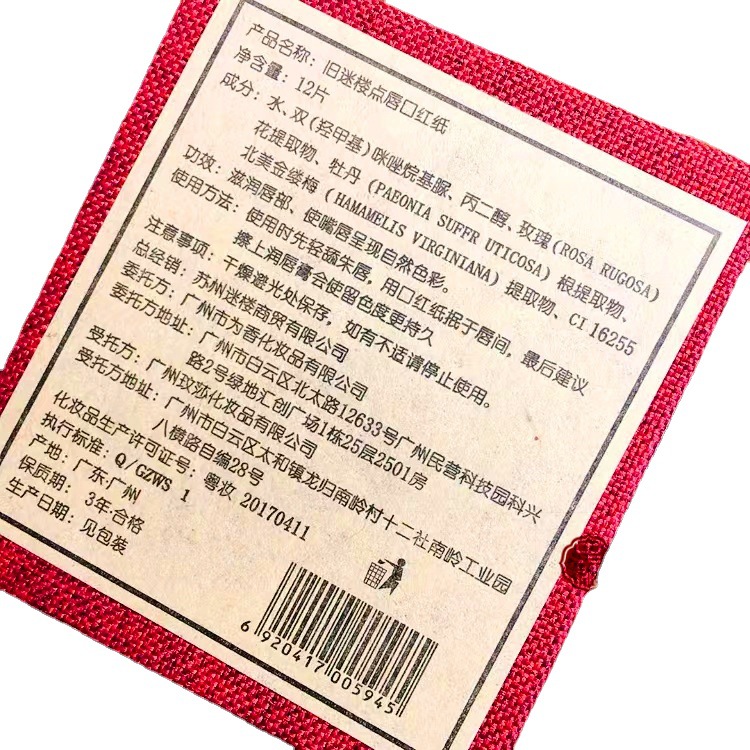 产品名称：旧迷楼点唇口红纸
净含量：12片
成分：水、双(羟甲基)咪唑烷基脲、丙二醇、玫瑰(ROSA RUGOSA)
花提取物、牡丹(PAEONIA SUFFR UTICOSA)根提取物、
北美金缕梅(HAMAMELIS VIRGINIANA)提取物、CI 16255
功效：滋润唇部、使嘴唇呈现自然色彩。
使用方法：使用时先轻舔朱唇，用口红纸抿于唇间，最后建议
擦上润唇膏会使留色度更持久
注意事项：干燥避光处保存，如有不适请停止使用。
总经销：苏州迷楼商贸有限公司
委托方：广州市为香化妆品有限公司
委托方地址：广州市白云区北太路12633号广州民营科技园科兴
路2号绿地汇创广场1栋25层2501房
受托方：广州玟莎化妆品有限公司
受托方地址：广州市白云区太和镇龙归南岭村十二社南岭工业园
八横路自编28号
化妆品生产许可证号：粤妆 20170411
执行标准：Q/GZWS 1
产地：广东·广州
保质期：3年·合格
生产日期：见包装
6 920417 005945